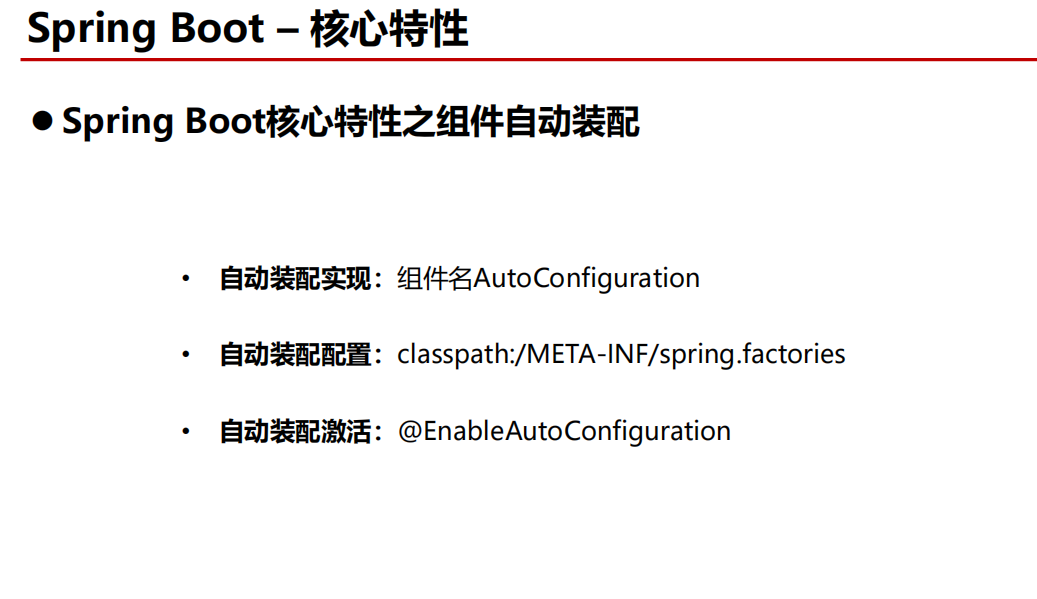 Spring Boot – 核心特性
● Spring Boot核心特性之组件自动装配
• 自动装配实现：组件名AutoConfiguration
• 自动装配配置：classpath:/META-INF/spring.factories
• 自动装配激活：@EnableAutoConfiguration